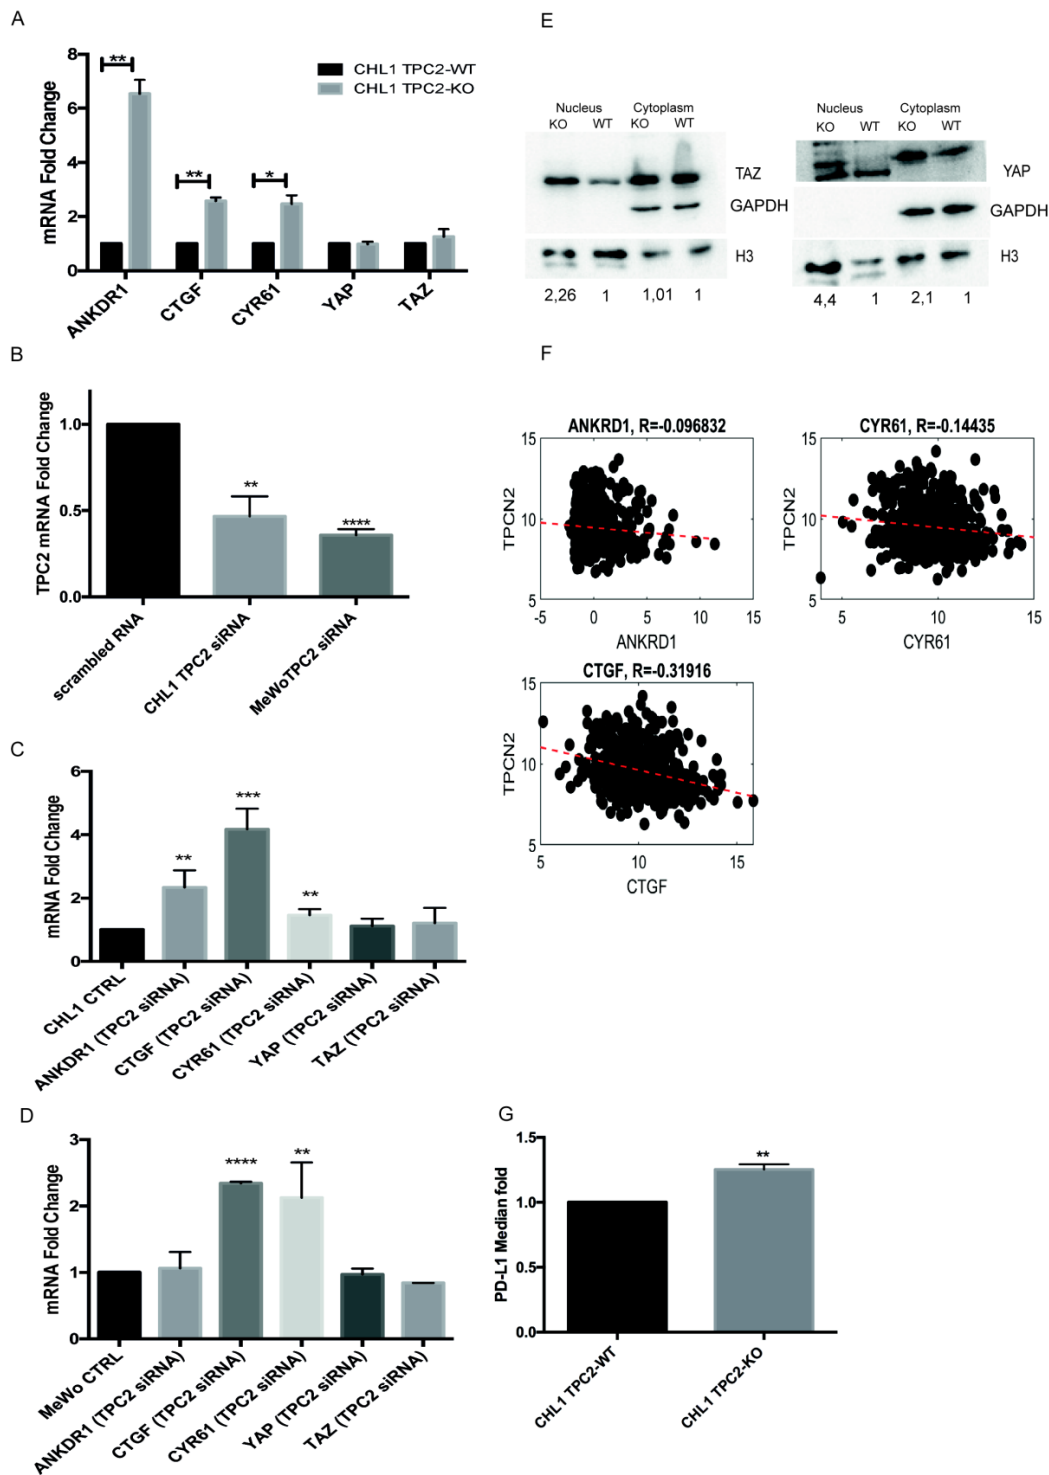 A
mRNA Fold Change
8
6
4
2
0
**
**
*
CHL1 TPC2-WT
CHL1 TPC2-KO
ANKDR1
CTGF
CYR61
YAP
TAZ
B
TPC2 mRNA Fold Change
1.0
0.5
0.0
**
****
scrambled RNA
CHL1 TPC2 siRNA
MeWoTPC2 siRNA
C
mRNA Fold Change
6
4
2
0
**
***
**
CHL1 CTRL
ANKDR1 (TPC2 siRNA)
CTGF (TPC2 siRNA)
CYR61 (TPC2 siRNA)
YAP (TPC2 siRNA)
TAZ (TPC2 siRNA)
D
mRNA Fold Change
3
2
1
0
****
**
MeWo CTRL
ANKDR1 (TPC2 siRNA)
CTGF (TPC2 siRNA)
CYR61 (TPC2 siRNA)
YAP (TPC2 siRNA)
TAZ (TPC2 siRNA)
E
Nucleus Cytoplasm
KO WT KO WT
TAZ
GAPDH
H3
2,26 1 1,01 1
Nucleus Cytoplasm
KO WT KO WT
YAP
GAPDH
H3
4,4 1 2,1 1
F
ANKRD1, R=-0.096832
TPCN2
15
10
5
-5 0 5 10 15
ANKRD1
CYR61, R=-0.14435
TPCN2
15
10
5
5 10 15
CYR61
CTGF, R=-0.31916
TPCN2
15
10
5
5 10 15
CTGF
G
PD-L1 Median fold
1.5
1.0
0.5
0.0
**
CHL1 TPC2-WT
CHL1 TPC2-KO